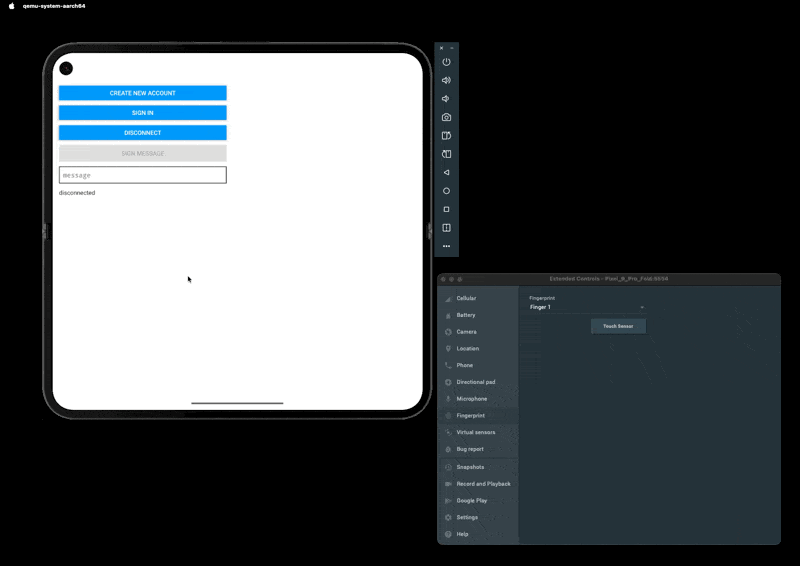 qemu-system-aarch64
CREATE NEW ACCOUNT
SIGN IN
DISCONNECT
SIGN MESSAGE
message
disconnected
Extended Controls - Pixel_9_Pro_Fold:5554
Cellular
Battery
Camera
Location
Phone
Directional pad
Microphone
Fingerprint
Virtual sensors
Bug report
Snapshots
Record and Playback
Google Play
Settings
Help
Fingerprint
Finger 1
Touch Sensor